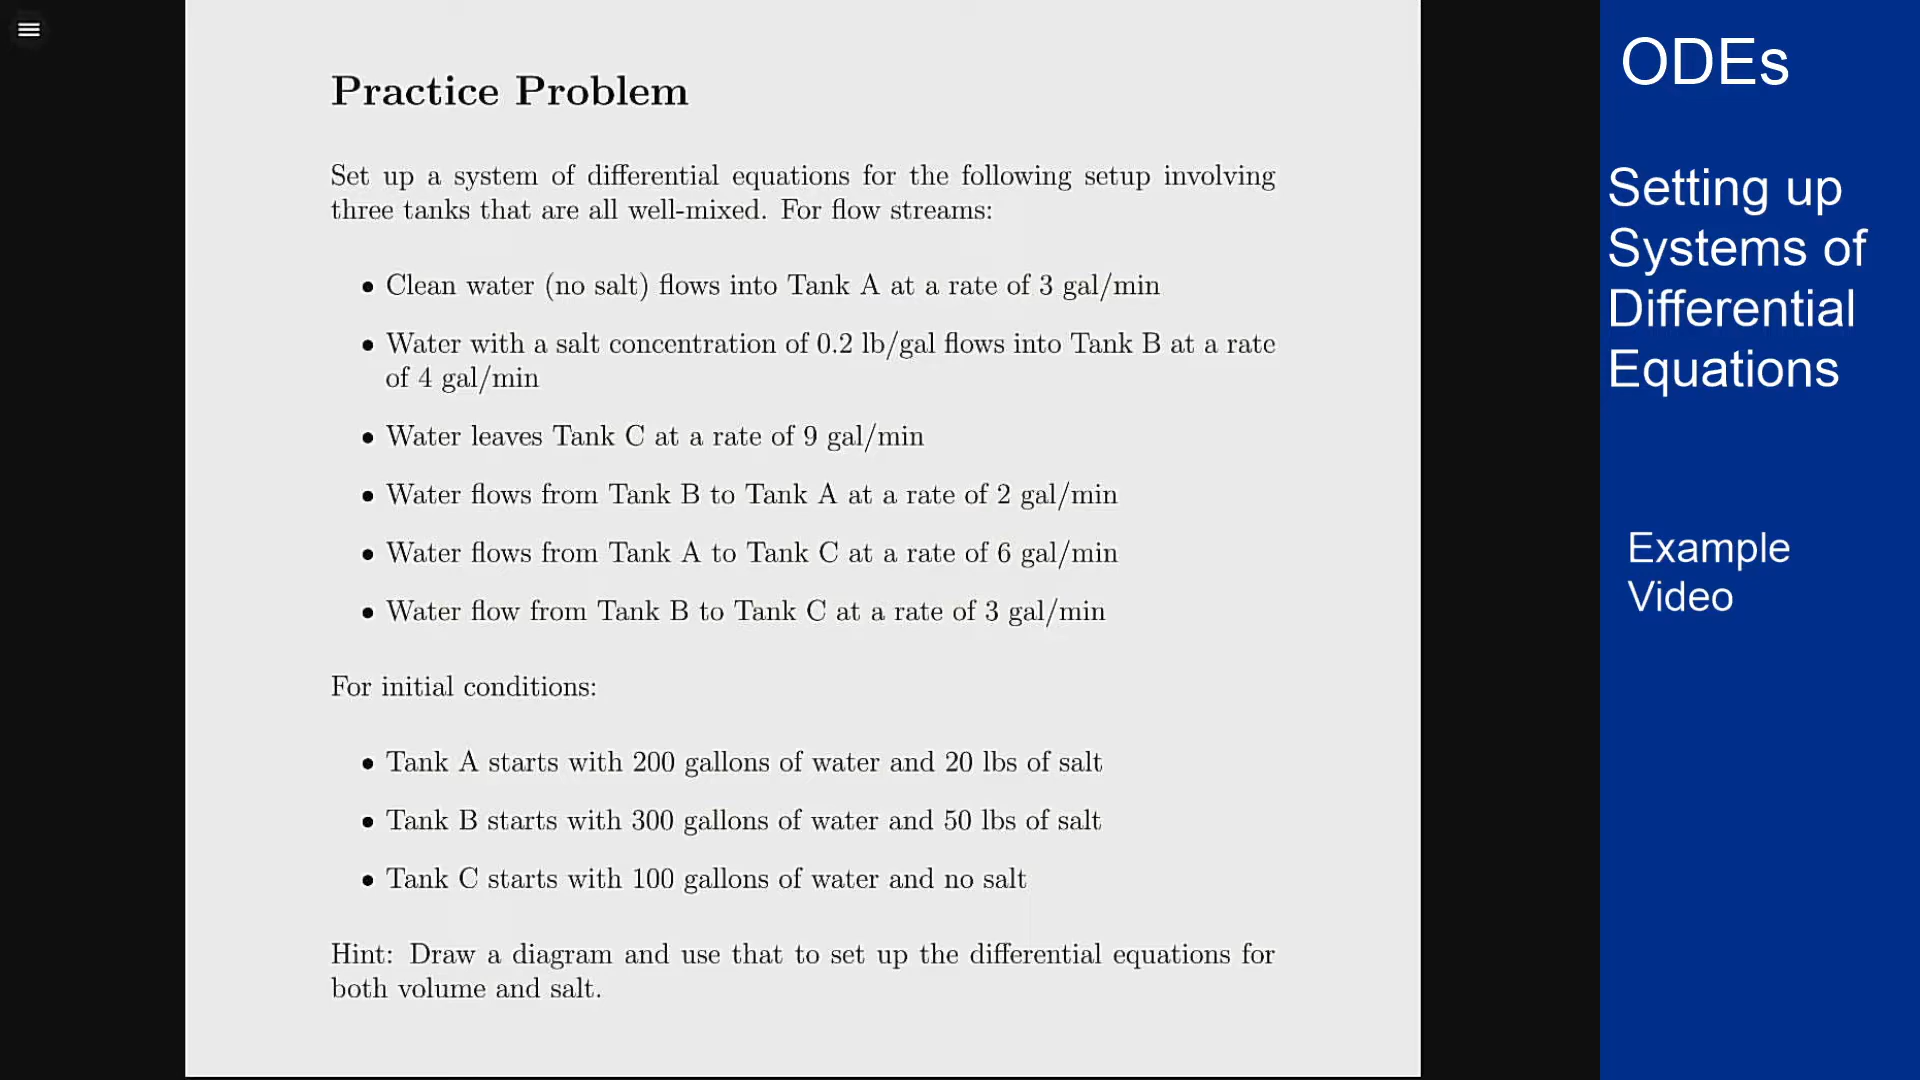 Practice Problem
Set up a system of differential equations for the following setup involving
three tanks that are all well-mixed. For flow streams:
• Clean water (no salt) flows into Tank A at a rate of 3 gal/min
• Water with a salt concentration of 0.2 lb/gal flows into Tank B at a rate
of 4 gal/min
• Water leaves Tank C at a rate of 9 gal/min
• Water flows from Tank B to Tank A at a rate of 2 gal/min
• Water flows from Tank A to Tank C at a rate of 6 gal/min
• Water flow from Tank B to Tank C at a rate of 3 gal/min
For initial conditions:
• Tank A starts with 200 gallons of water and 20 lbs of salt
• Tank B starts with 300 gallons of water and 50 lbs of salt
• Tank C starts with 100 gallons of water and no salt
Hint: Draw a diagram and use that to set up the differential equations for
both volume and salt.
ODEs
Setting up
Systems of
Differential
Equations
Example
Video